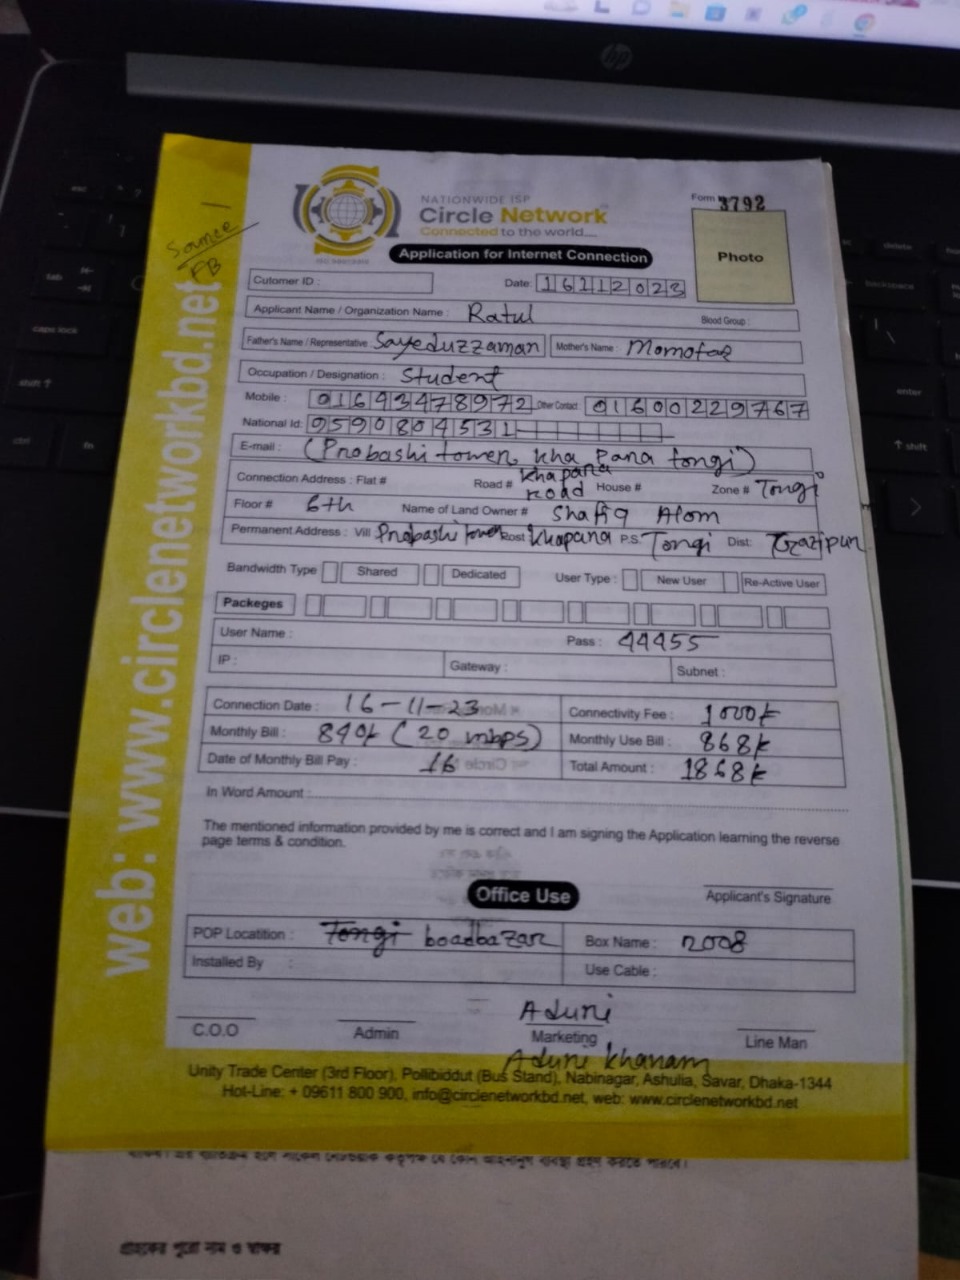 NATIONWIDE ISP
Circle Network
Connected to the world....
Application for Internet Connection
Form 3792
Photo
Source
FB
web: www.circlenetworkbd.net
Cutomer ID :
Date: 16112023
Applicant Name / Organization Name : Ratul Blood Group :
Father's Name / Representative: Sayeduzzaman Mother's Name : Momotaz
Occupation / Designation : Student
Mobile : 01643478972 Other Contact : 01600229767
National Id: 9590804531
E-mail : (Probashi tower, kha Para tongi)
Connection Address : Flat # Road # khapara road House # Zone # Tongi
Floor # 6th Name of Land Owner # Shafiq Alom
Permanent Address : Vill Probashi tower Post khapara P.S. Tongi Dist: Gazipur
Bandwidth Type Shared Dedicated User Type : New User Re-Active User
Packeges
User Name : Pass : 44455
IP : Gateway : Subnet :
Connection Date : 16-11-23 Connectivity Fee : 1000/-
Monthly Bill : 840/- (20 mbps) Monthly Use Bill : 868/-
Date of Monthly Bill Pay : 16 Total Amount : 1868/-
In Word Amount :
The mentioned information provided by me is correct and I am signing the Application learning the reverse
page terms & condition.
Applicant's Signature
Office Use
POP Locatition : Tongi boadbazar Box Name : 2008
Installed By : Use Cable :
Aduri
C.O.O Admin Marketing Line Man
Aduri khanam
Unity Trade Center (3rd Floor), Pollibiddut (Bus Stand), Nabinagar, Ashulia, Savar, Dhaka-1344
Hot-Line: + 09611 800 900, info@circlenetworkbd.net, web: www.circlenetworkbd.net
গ্রাহকের পুরো নাম ও স্বাক্ষর